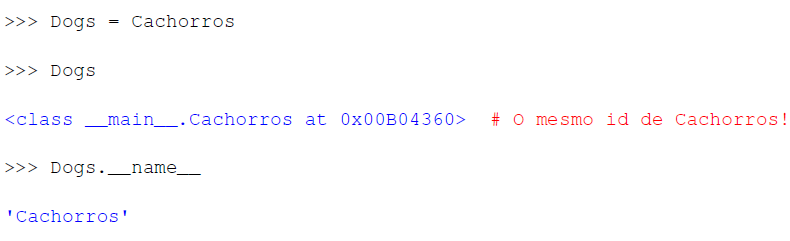 >>> Dogs = Cachorros
>>> Dogs
<class __main__.Cachorros at 0x00B04360>  # O mesmo id de Cachorros!
>>> Dogs.__name__
'Cachorros'